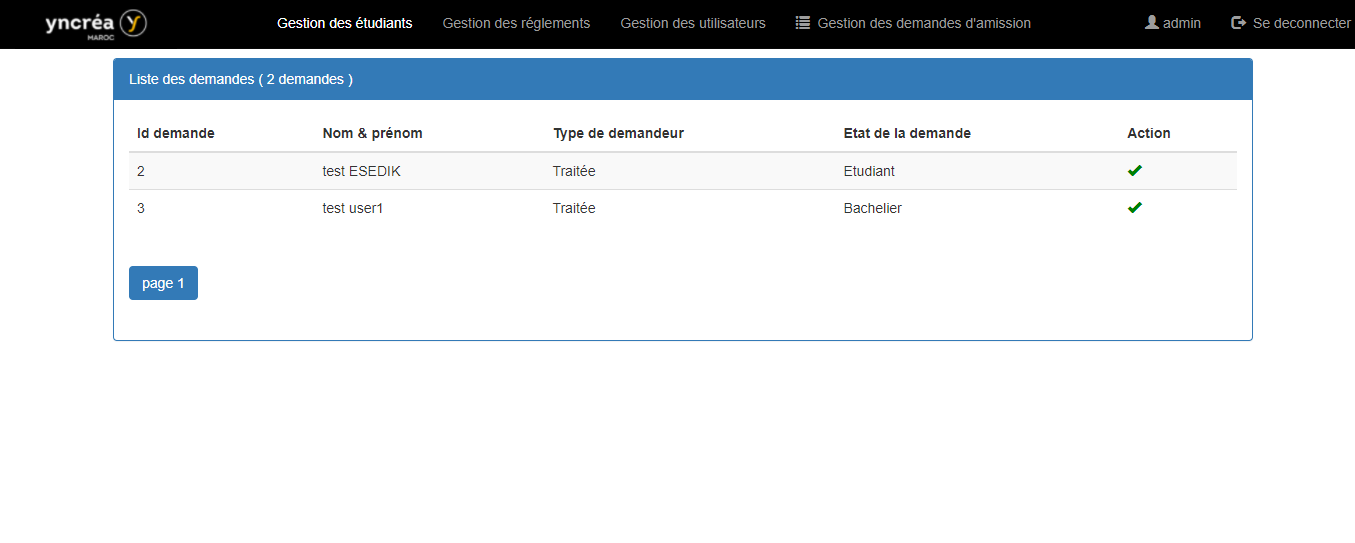 yncréa MAROC
Gestion des étudiants Gestion des réglements Gestion des utilisateurs Gestion des demandes d'amission admin Se deconnecter
Liste des demandes ( 2 demandes )
Id demande Nom & prénom Type de demandeur Etat de la demande Action
2 test ESEDIK Traitée Etudiant
3 test user1 Traitée Bachelier
page 1